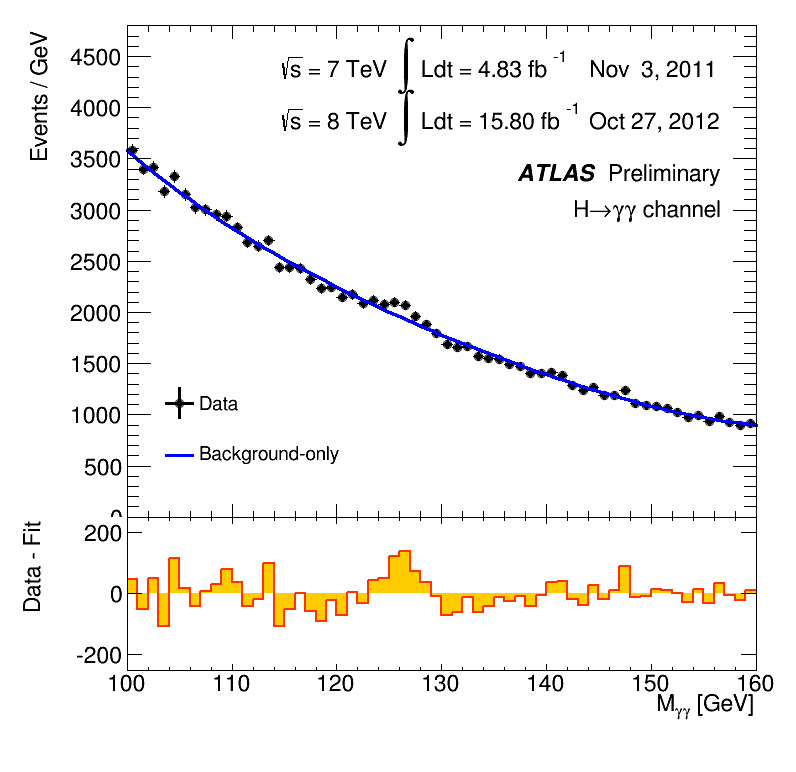 Events / GeV
4500
4000
3500
3000
2500
2000
1500
1000
500
0
√s = 7 TeV ∫ Ldt = 4.83 fb⁻¹ Nov 3, 2011
√s = 8 TeV ∫ Ldt = 15.80 fb⁻¹ Oct 27, 2012
ATLAS Preliminary
H→γγ channel
Data
Background-only
Data - Fit
200
0
-200
100 110 120 130 140 150 160
Mγγ [GeV]